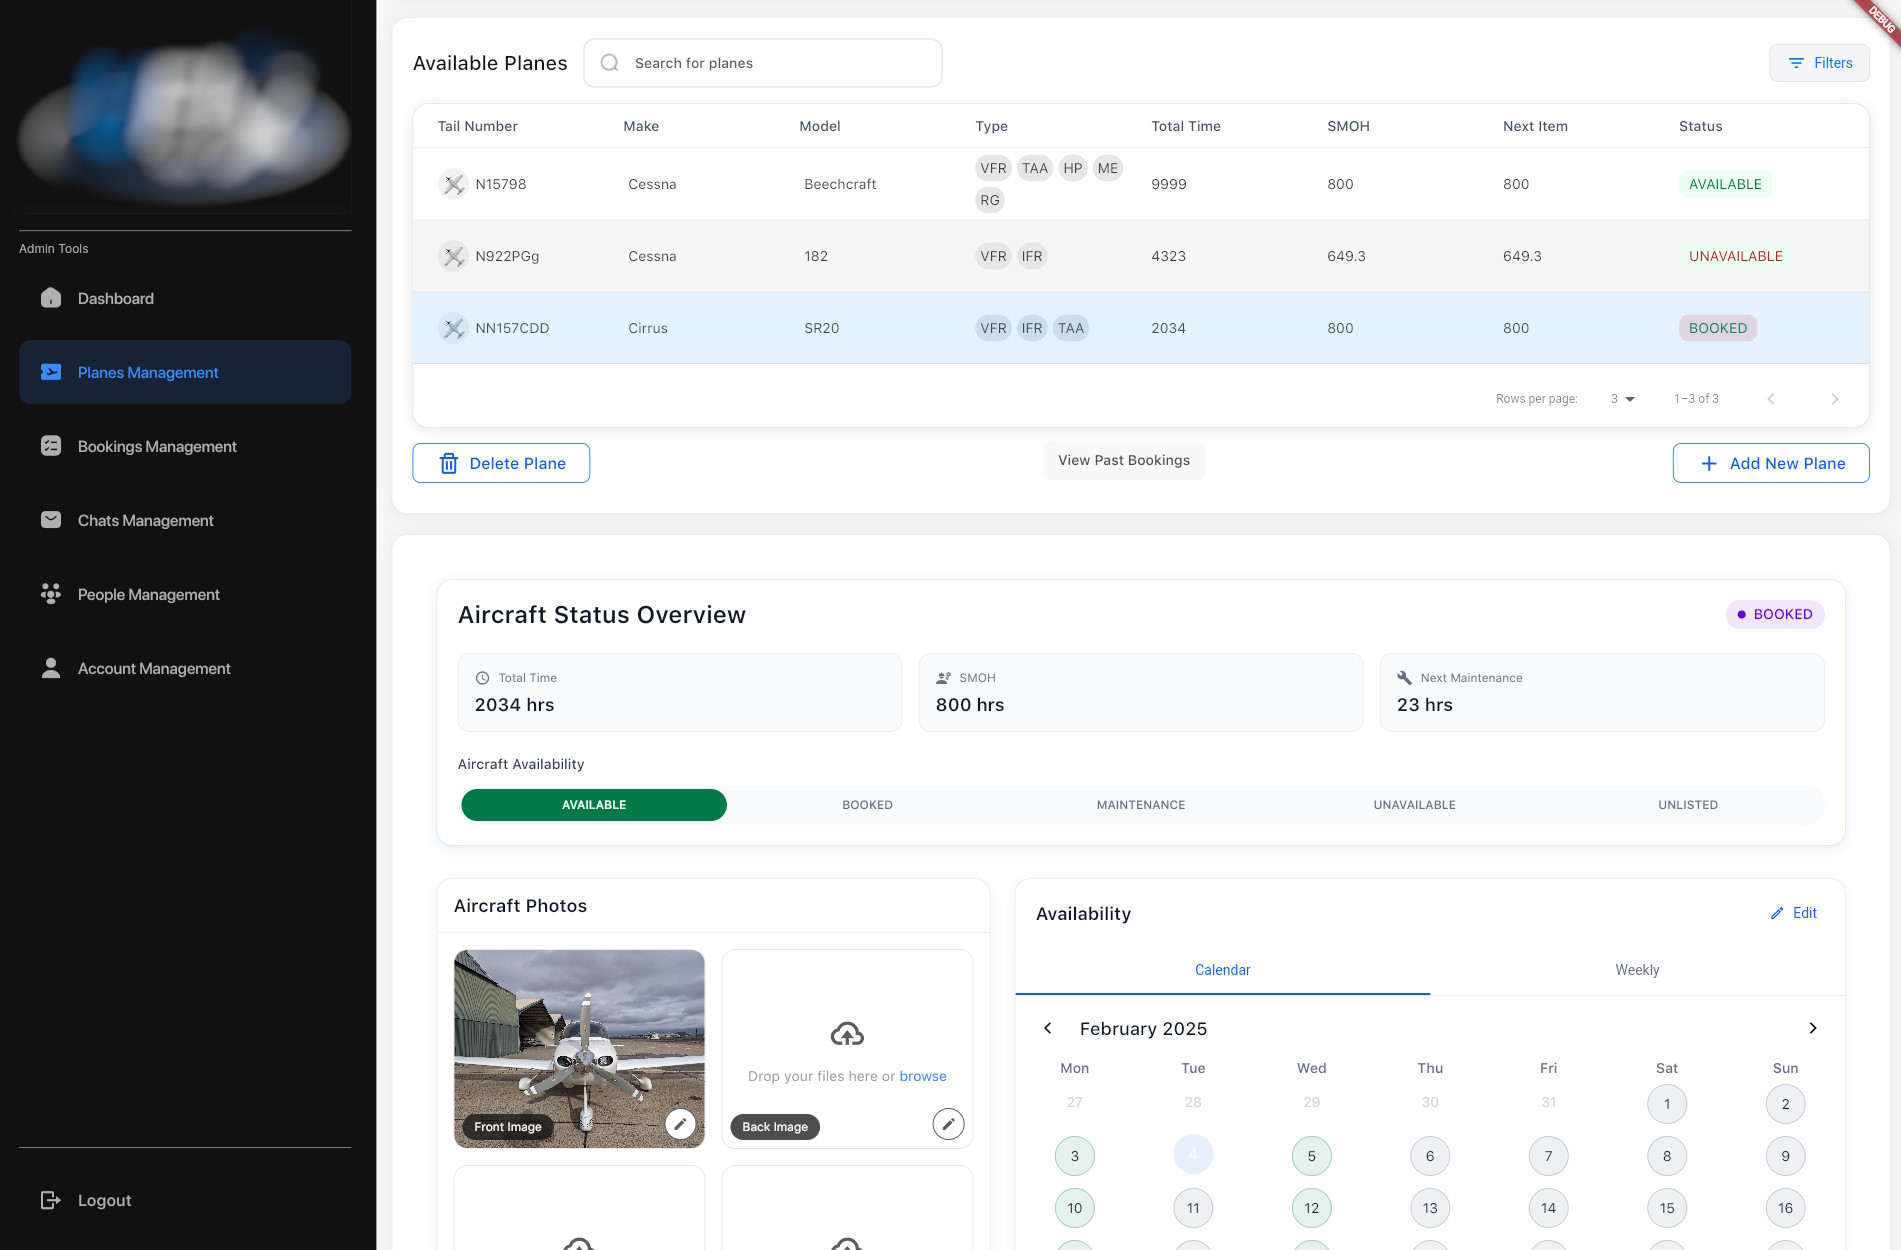 DEBUG
Available Planes
Search for planes
Filters
Tail Number Make Model Type Total Time SMOH Next Item Status
N15798 Cessna Beechcraft VFR TAA HP ME RG 9999 800 800 AVAILABLE
N922PGg Cessna 182 VFR IFR 4323 649.3 649.3 UNAVAILABLE
NN157CDD Cirrus SR20 VFR IFR TAA 2034 800 800 BOOKED
Rows per page: 3 1–3 of 3
Delete Plane
View Past Bookings
Add New Plane
Admin Tools
Dashboard
Planes Management
Bookings Management
Chats Management
People Management
Account Management
Logout
Aircraft Status Overview
BOOKED
Total Time
2034 hrs
SMOH
800 hrs
Next Maintenance
23 hrs
Aircraft Availability
AVAILABLE BOOKED MAINTENANCE UNAVAILABLE UNLISTED
Aircraft Photos
Front Image
Drop your files here or browse
Back Image
Availability
Edit
Calendar Weekly
February 2025
Mon Tue Wed Thu Fri Sat Sun
27 28 29 30 31 1 2
3 4 5 6 7 8 9
10 11 12 13 14 15 16